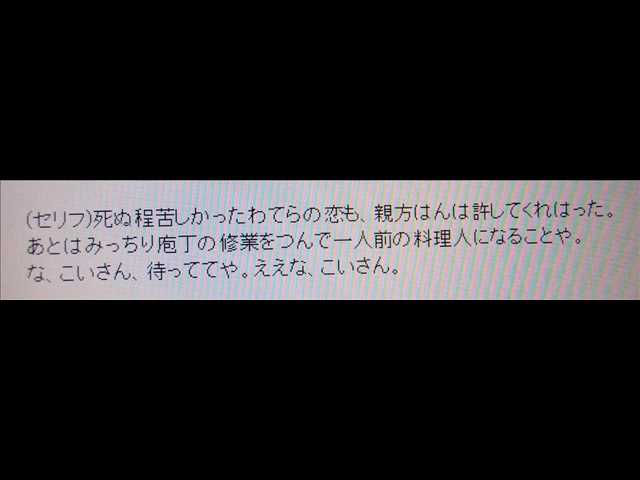 (セリフ)死ぬ程苦しかったわてらの恋も、親方はんは許してくれはった。
あとはみっちり庖丁の修業をつんで一人前の料理人になることや。
な、こいさん、待っててや。ええな、こいさん。